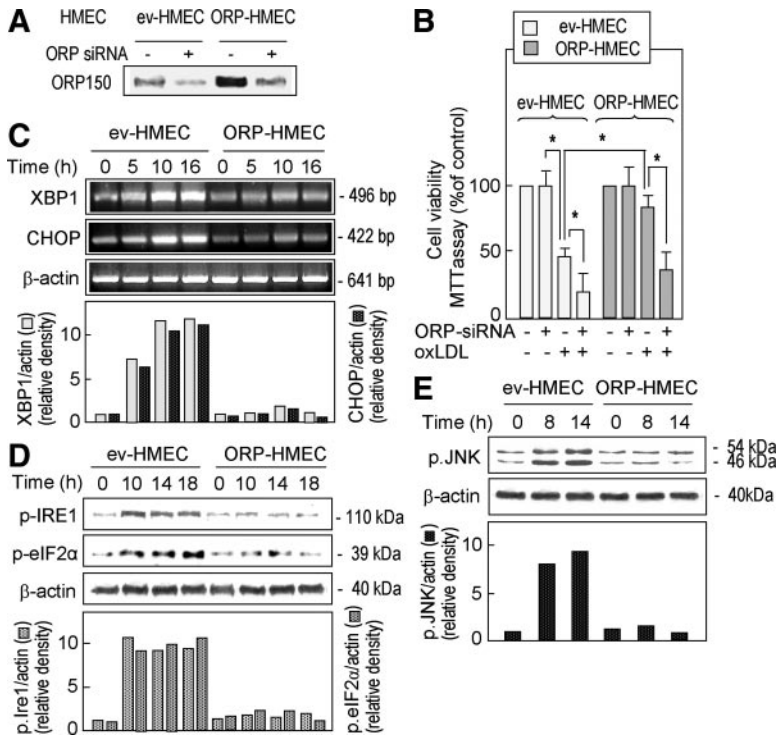 A
HMEC ev-HMEC ORP-HMEC
ORP siRNA - + - +
ORP150
B
ev-HMEC
ORP-HMEC
ev-HMEC ORP-HMEC
* * * *
Cell viability
MTT assay (% of control)
100
50
0
ORP-siRNA - + - + - + - +
oxLDL - - + + - - + +
C
ev-HMEC ORP-HMEC
Time (h) 0 5 10 16 0 5 10 16
XBP1 - 496 bp
CHOP - 422 bp
β-actin - 641 bp
XBP1/actin ( )
(relative density)
10
5
0
CHOP/actin ( )
(relative density)
D
ev-HMEC ORP-HMEC
Time (h) 0 10 14 18 0 10 14 18
p-IRE1 - 110 kDa
p-eIF2α - 39 kDa
β-actin - 40 kDa
p.Ire1/actin ( )
(relative density)
10
5
0
p.eIF2α/actin ( )
(relative density)
E
ev-HMEC ORP-HMEC
Time (h) 0 8 14 0 8 14
p.JNK - 54 kDa
- 46 kDa
β-actin - 40kDa
p.JNK/actin ( )
(relative density)
10
5
0